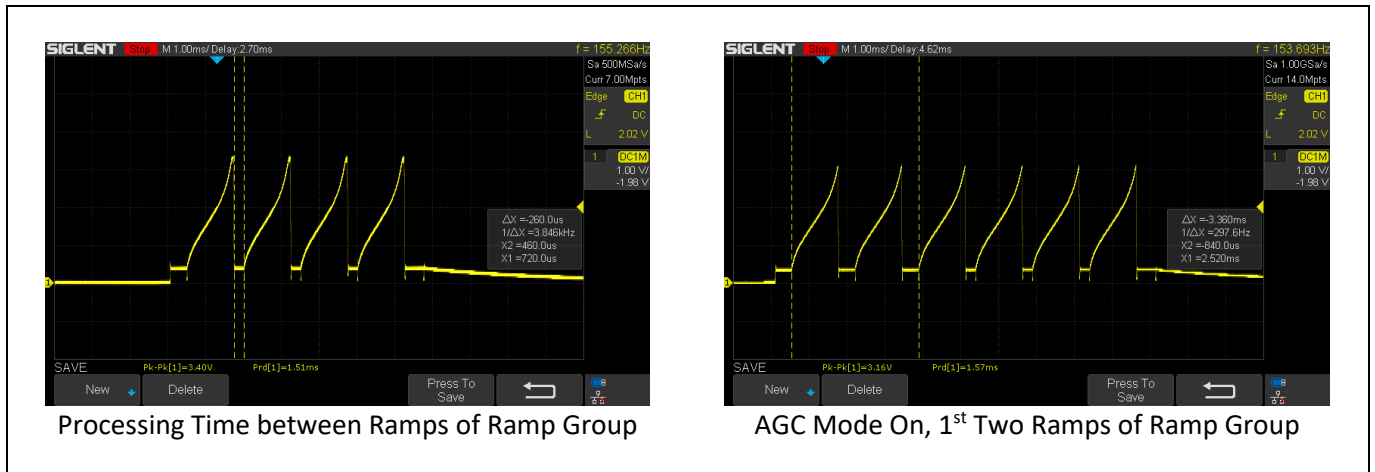 SIGLENT Stop M 1.00ms/ Delay:2.70ms f = 155.266Hz
Sa 500MSa/s
Curr 7.00Mpts
Edge CH1
DC
L 2.02 V
1 DC1M
1.00 V/
-1.98 V
ΔX =-260.0us
1/ΔX =3.846kHz
X2 =460.0us
X1 =720.0us
1
SAVE Pk-Pk[1]=3.40V Prd[1]=1.51ms
New Delete Press To
Save
Processing Time between Ramps of Ramp Group
SIGLENT Stop M 1.00ms/ Delay:4.62ms f = 153.693Hz
Sa 1.00GSa/s
Curr 14.0Mpts
Edge CH1
DC
L 2.02 V
1 DC1M
1.00 V/
-1.98 V
ΔX =-3.360ms
1/ΔX =297.6Hz
X2 =-840.0us
X1 =2.520ms
1
SAVE Pk-Pk[1]=3.16V Prd[1]=1.57ms
New Delete Press To
Save
AGC Mode On, 1st Two Ramps of Ramp Group